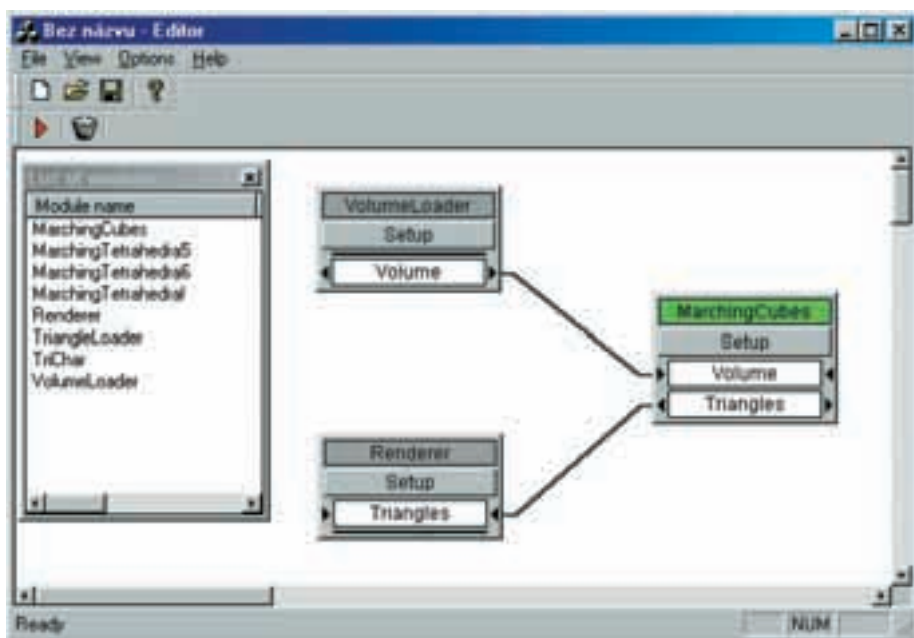 Bez názvu - Editor
File View Options Help
Module name
MarchingCubes
MarchingTetrahedra5
MarchingTetrahedra6
MarchingTetrahedral
Renderer
TriangleLoader
TriChar
VolumeLoader
VolumeLoader
Setup
Volume
MarchingCubes
Setup
Volume
Triangles
Renderer
Setup
Triangles
Ready
NUM